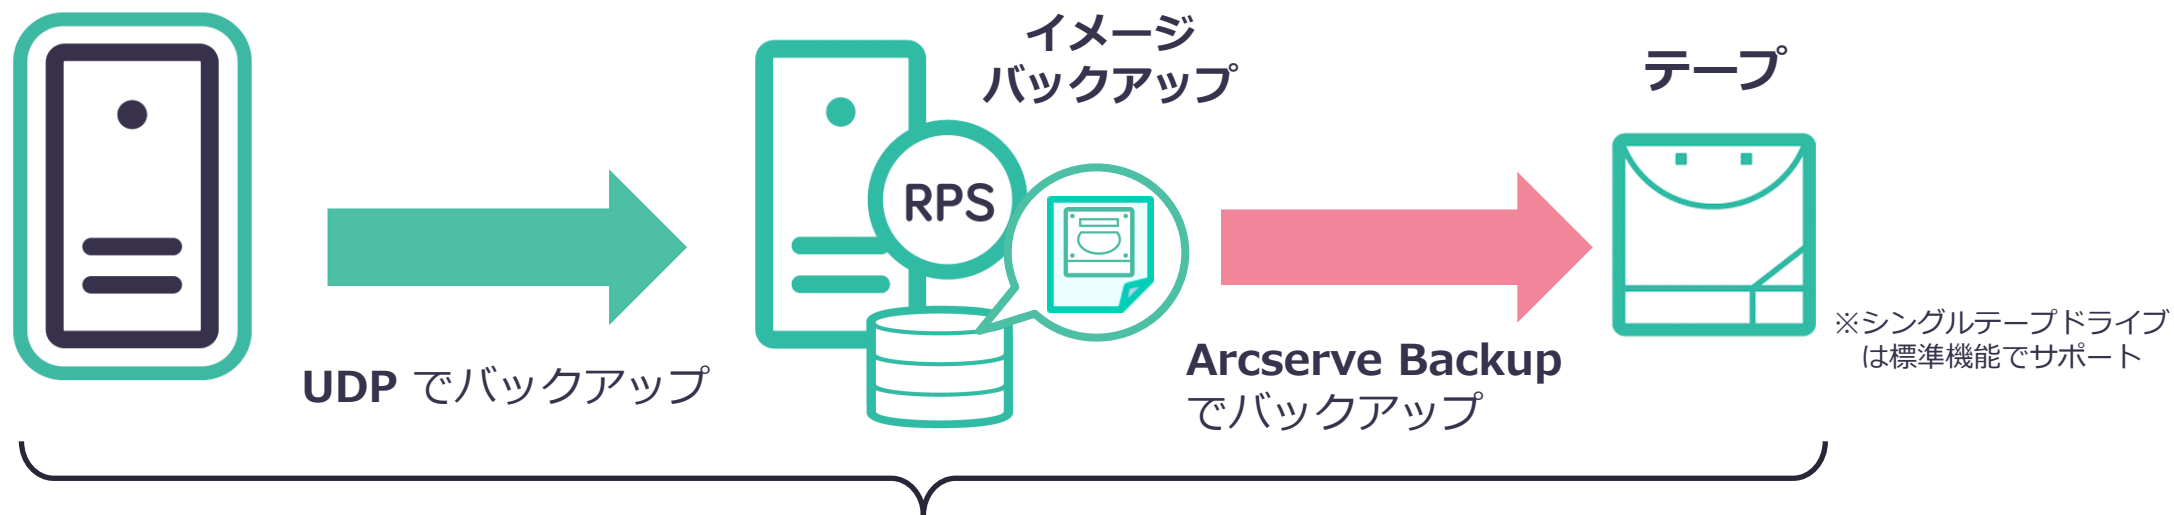 イメージ
バックアップ
テープ
RPS
※シングルテープドライブ
は標準機能でサポート
UDP でバックアップ
Arcserve Backup
でバックアップ